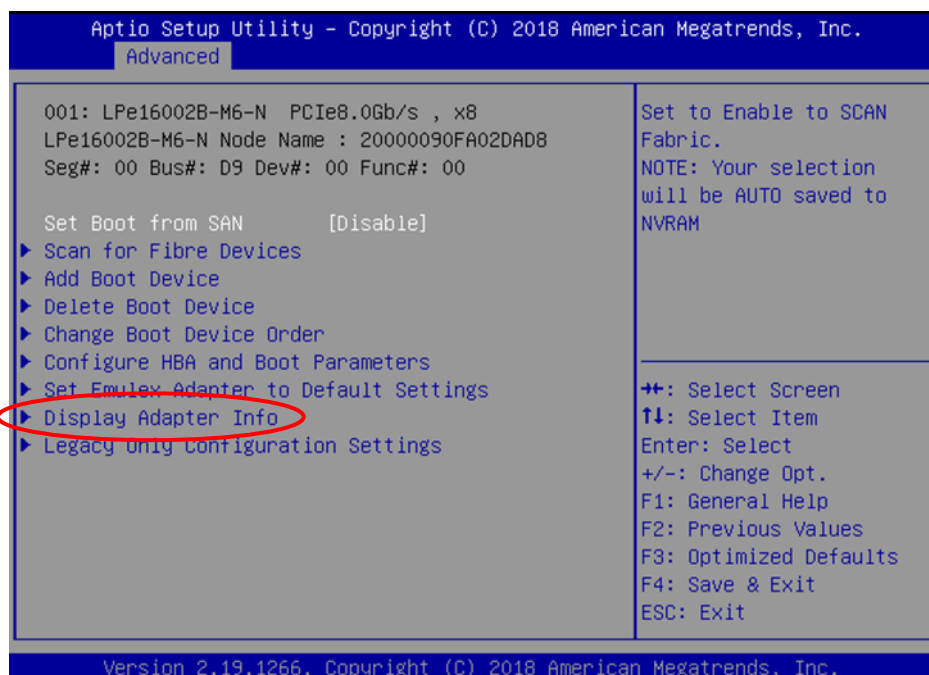 Aptio Setup Utility – Copyright (C) 2018 American Megatrends, Inc.
Advanced
001: LPe16002B-M6-N PCIe8.0Gb/s , x8
LPe16002B-M6-N Node Name : 20000090FA02DAD8
Seg#: 00 Bus#: D9 Dev#: 00 Func#: 00
Set Boot from SAN [Disable]
Scan for Fibre Devices
Add Boot Device
Delete Boot Device
Change Boot Device Order
Configure HBA and Boot Parameters
Set Emulex Adapter to Default Settings
Display Adapter Info
Legacy Only Configuration Settings
Set to Enable to SCAN
Fabric.
NOTE: Your selection
will be AUTO saved to
NVRAM
→←: Select Screen
↑↓: Select Item
Enter: Select
+/-: Change Opt.
F1: General Help
F2: Previous Values
F3: Optimized Defaults
F4: Save & Exit
ESC: Exit
Version 2.19.1266. Copyright (C) 2018 American Megatrends, Inc.